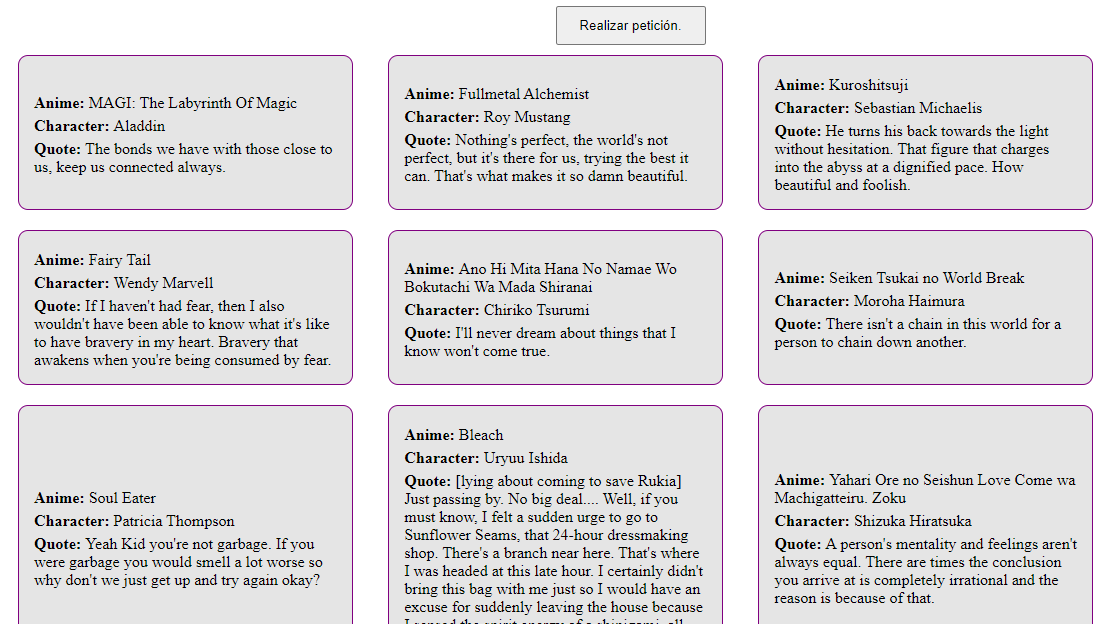 Realizar petición.
Anime: MAGI: The Labyrinth Of Magic
Character: Aladdin
Quote: The bonds we have with those close to
us, keep us connected always.
Anime: Fullmetal Alchemist
Character: Roy Mustang
Quote: Nothing's perfect, the world's not
perfect, but it's there for us, trying the best it
can. That's what makes it so damn beautiful.
Anime: Kuroshitsuji
Character: Sebastian Michaelis
Quote: He turns his back towards the light
without hesitation. That figure that charges
into the abyss at a dignified pace. How
beautiful and foolish.
Anime: Fairy Tail
Character: Wendy Marvell
Quote: If I haven't had fear, then I also
wouldn't have been able to know what it's like
to have bravery in my heart. Bravery that
awakens when you're being consumed by fear.
Anime: Ano Hi Mita Hana No Namae Wo
Bokutachi Wa Mada Shiranai
Character: Chiriko Tsurumi
Quote: I'll never dream about things that I
know won't come true.
Anime: Seiken Tsukai no World Break
Character: Moroha Haimura
Quote: There isn't a chain in this world for a
person to chain down another.
Anime: Soul Eater
Character: Patricia Thompson
Quote: Yeah Kid you're not garbage. If you
were garbage you would smell a lot worse so
why don't we just get up and try again okay?
Anime: Bleach
Character: Uryuu Ishida
Quote: [lying about coming to save Rukia]
Just passing by. No big deal.... Well, if you
must know, I felt a sudden urge to go to
Sunflower Seams, that 24-hour dressmaking
shop. There's a branch near here. That's where
I was headed at this late hour. I certainly didn't
bring this bag with me just so I would have an
excuse for suddenly leaving the house because
I sensed the spirit energy of a shinigami, all
Anime: Yahari Ore no Seishun Love Come wa
Machigatteiru. Zoku
Character: Shizuka Hiratsuka
Quote: A person's mentality and feelings aren't
always equal. There are times the conclusion
you arrive at is completely irrational and the
reason is because of that.